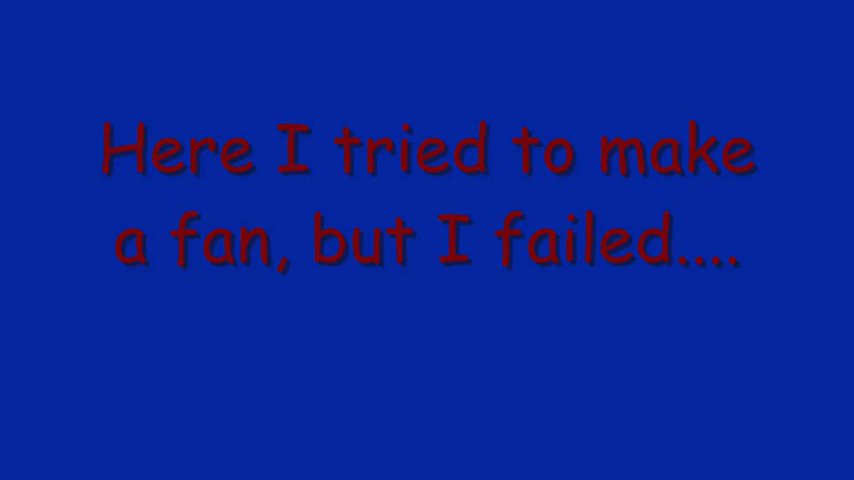 Here I tried to make
a fan, but I failed....